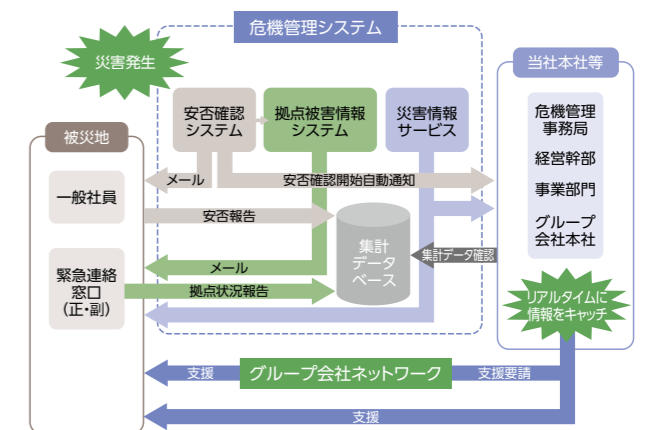 危機管理システム
災害発生
当社本社等
安否確認
システム
拠点被害情報
システム
災害情報
サービス
危機管理
事務局
経営幹部
事業部門
グループ
会社本社
被災地
一般社員
緊急連絡
窓口
(正・副)
メール
安否確認開始自動通知
安否報告
集計
データ
ベース
集計データ確認
メール
拠点状況報告
リアルタイムに
情報をキャッチ
支援
グループ会社ネットワーク
支援要請
支援